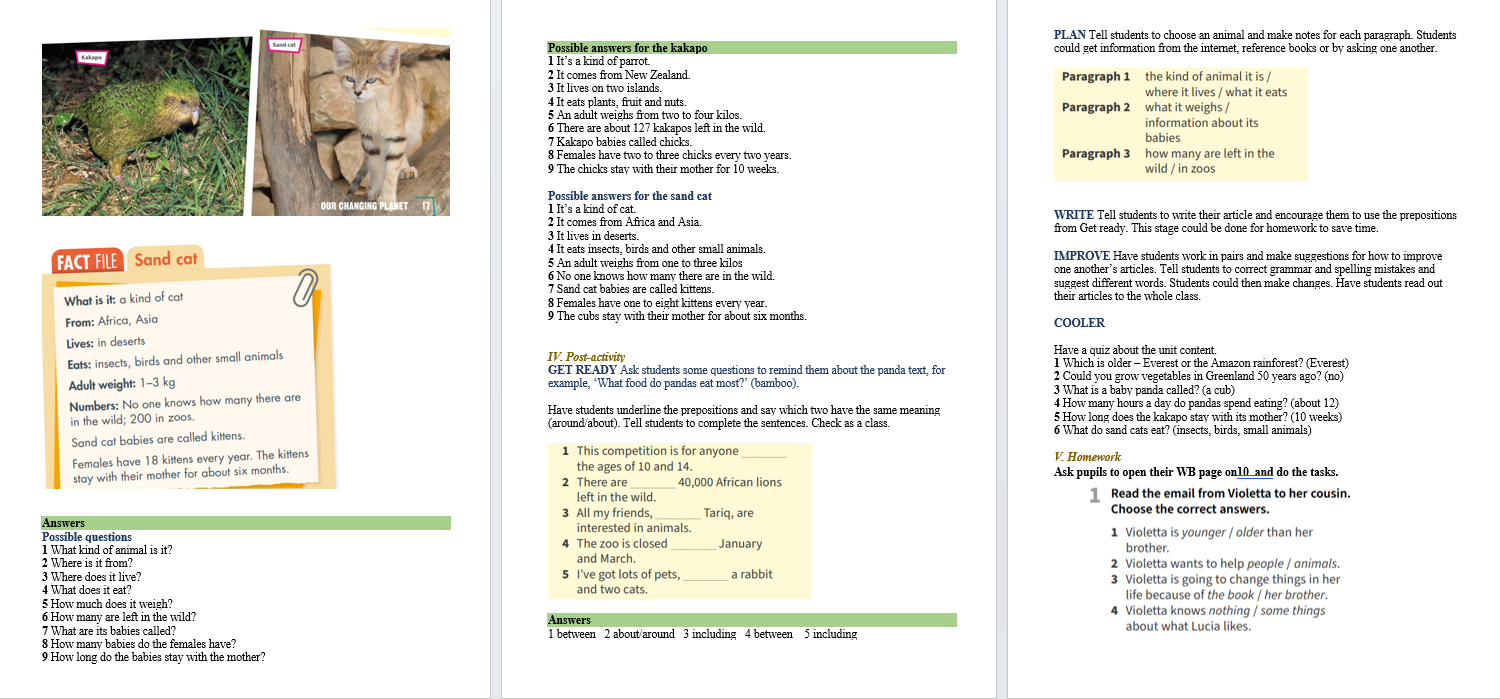 Kakapo
Sand cat
OUR CHANGING PLANET 17
FACT FILE Sand cat
What is it: a kind of cat
From: Africa, Asia
Lives: in deserts
Eats: insects, birds and other small animals
Adult weight: 1–3 kg
Numbers: No one knows how many there are
in the wild; 200 in zoos.
Sand cat babies are called kittens.
Females have 18 kittens every year. The kittens
stay with their mother for about six months.
Answers
Possible questions
1 What kind of animal is it?
2 Where is it from?
3 Where does it live?
4 What does it eat?
5 How much does it weigh?
6 How many are left in the wild?
7 What are its babies called?
8 How many babies do the females have?
9 How long do the babies stay with the mother?
Possible answers for the kakapo
1 It's a kind of parrot.
2 It comes from New Zealand.
3 It lives on two islands.
4 It eats plants, fruit and nuts.
5 An adult weighs from two to four kilos.
6 There are about 127 kakapos left in the wild.
7 Kakapo babies called chicks.
8 Females have two to three chicks every two years.
9 The chicks stay with their mother for 10 weeks.
Possible answers for the sand cat
1 It's a kind of cat.
2 It comes from Africa and Asia.
3 It lives in deserts.
4 It eats insects, birds and other small animals.
5 An adult weighs from one to three kilos
6 No one knows how many there are in the wild.
7 Sand cat babies are called kittens.
8 Females have one to eight kittens every year.
9 The cubs stay with their mother for about six months.
IV. Post-activity
GET READY Ask students some questions to remind them about the panda text, for
example, 'What food do pandas eat most?' (bamboo).
Have students underline the prepositions and say which two have the same meaning
(around/about). Tell students to complete the sentences. Check as a class.
1 This competition is for anyone _______
the ages of 10 and 14.
2 There are _______ 40,000 African lions
left in the wild.
3 All my friends, _______ Tariq, are
interested in animals.
4 The zoo is closed _______ January
and March.
5 I've got lots of pets, _______ a rabbit
and two cats.
Answers
1 between 2 about/around 3 including 4 between 5 including
PLAN Tell students to choose an animal and make notes for each paragraph. Students
could get information from the internet, reference books or by asking one another.
Paragraph 1 the kind of animal it is /
where it lives / what it eats
Paragraph 2 what it weighs /
information about its
babies
Paragraph 3 how many are left in the
wild / in zoos
WRITE Tell students to write their article and encourage them to use the prepositions
from Get ready. This stage could be done for homework to save time.
IMPROVE Have students work in pairs and make suggestions for how to improve
one another's articles. Tell students to correct grammar and spelling mistakes and
suggest different words. Students could then make changes. Have students read out
their articles to the whole class.
COOLER
Have a quiz about the unit content.
1 Which is older – Everest or the Amazon rainforest? (Everest)
2 Could you grow vegetables in Greenland 50 years ago? (no)
3 What is a baby panda called? (a cub)
4 How many hours a day do pandas spend eating? (about 12)
5 How long does the kakapo stay with its mother? (10 weeks)
6 What do sand cats eat? (insects, birds, small animals)
V. Homework
Ask pupils to open their WB page on10 and do the tasks.
1 Read the email from Violetta to her cousin.
Choose the correct answers.
1 Violetta is younger / older than her
brother.
2 Violetta wants to help people / animals.
3 Violetta is going to change things in her
life because of the book / her brother.
4 Violetta knows nothing / some things
about what Lucia likes.